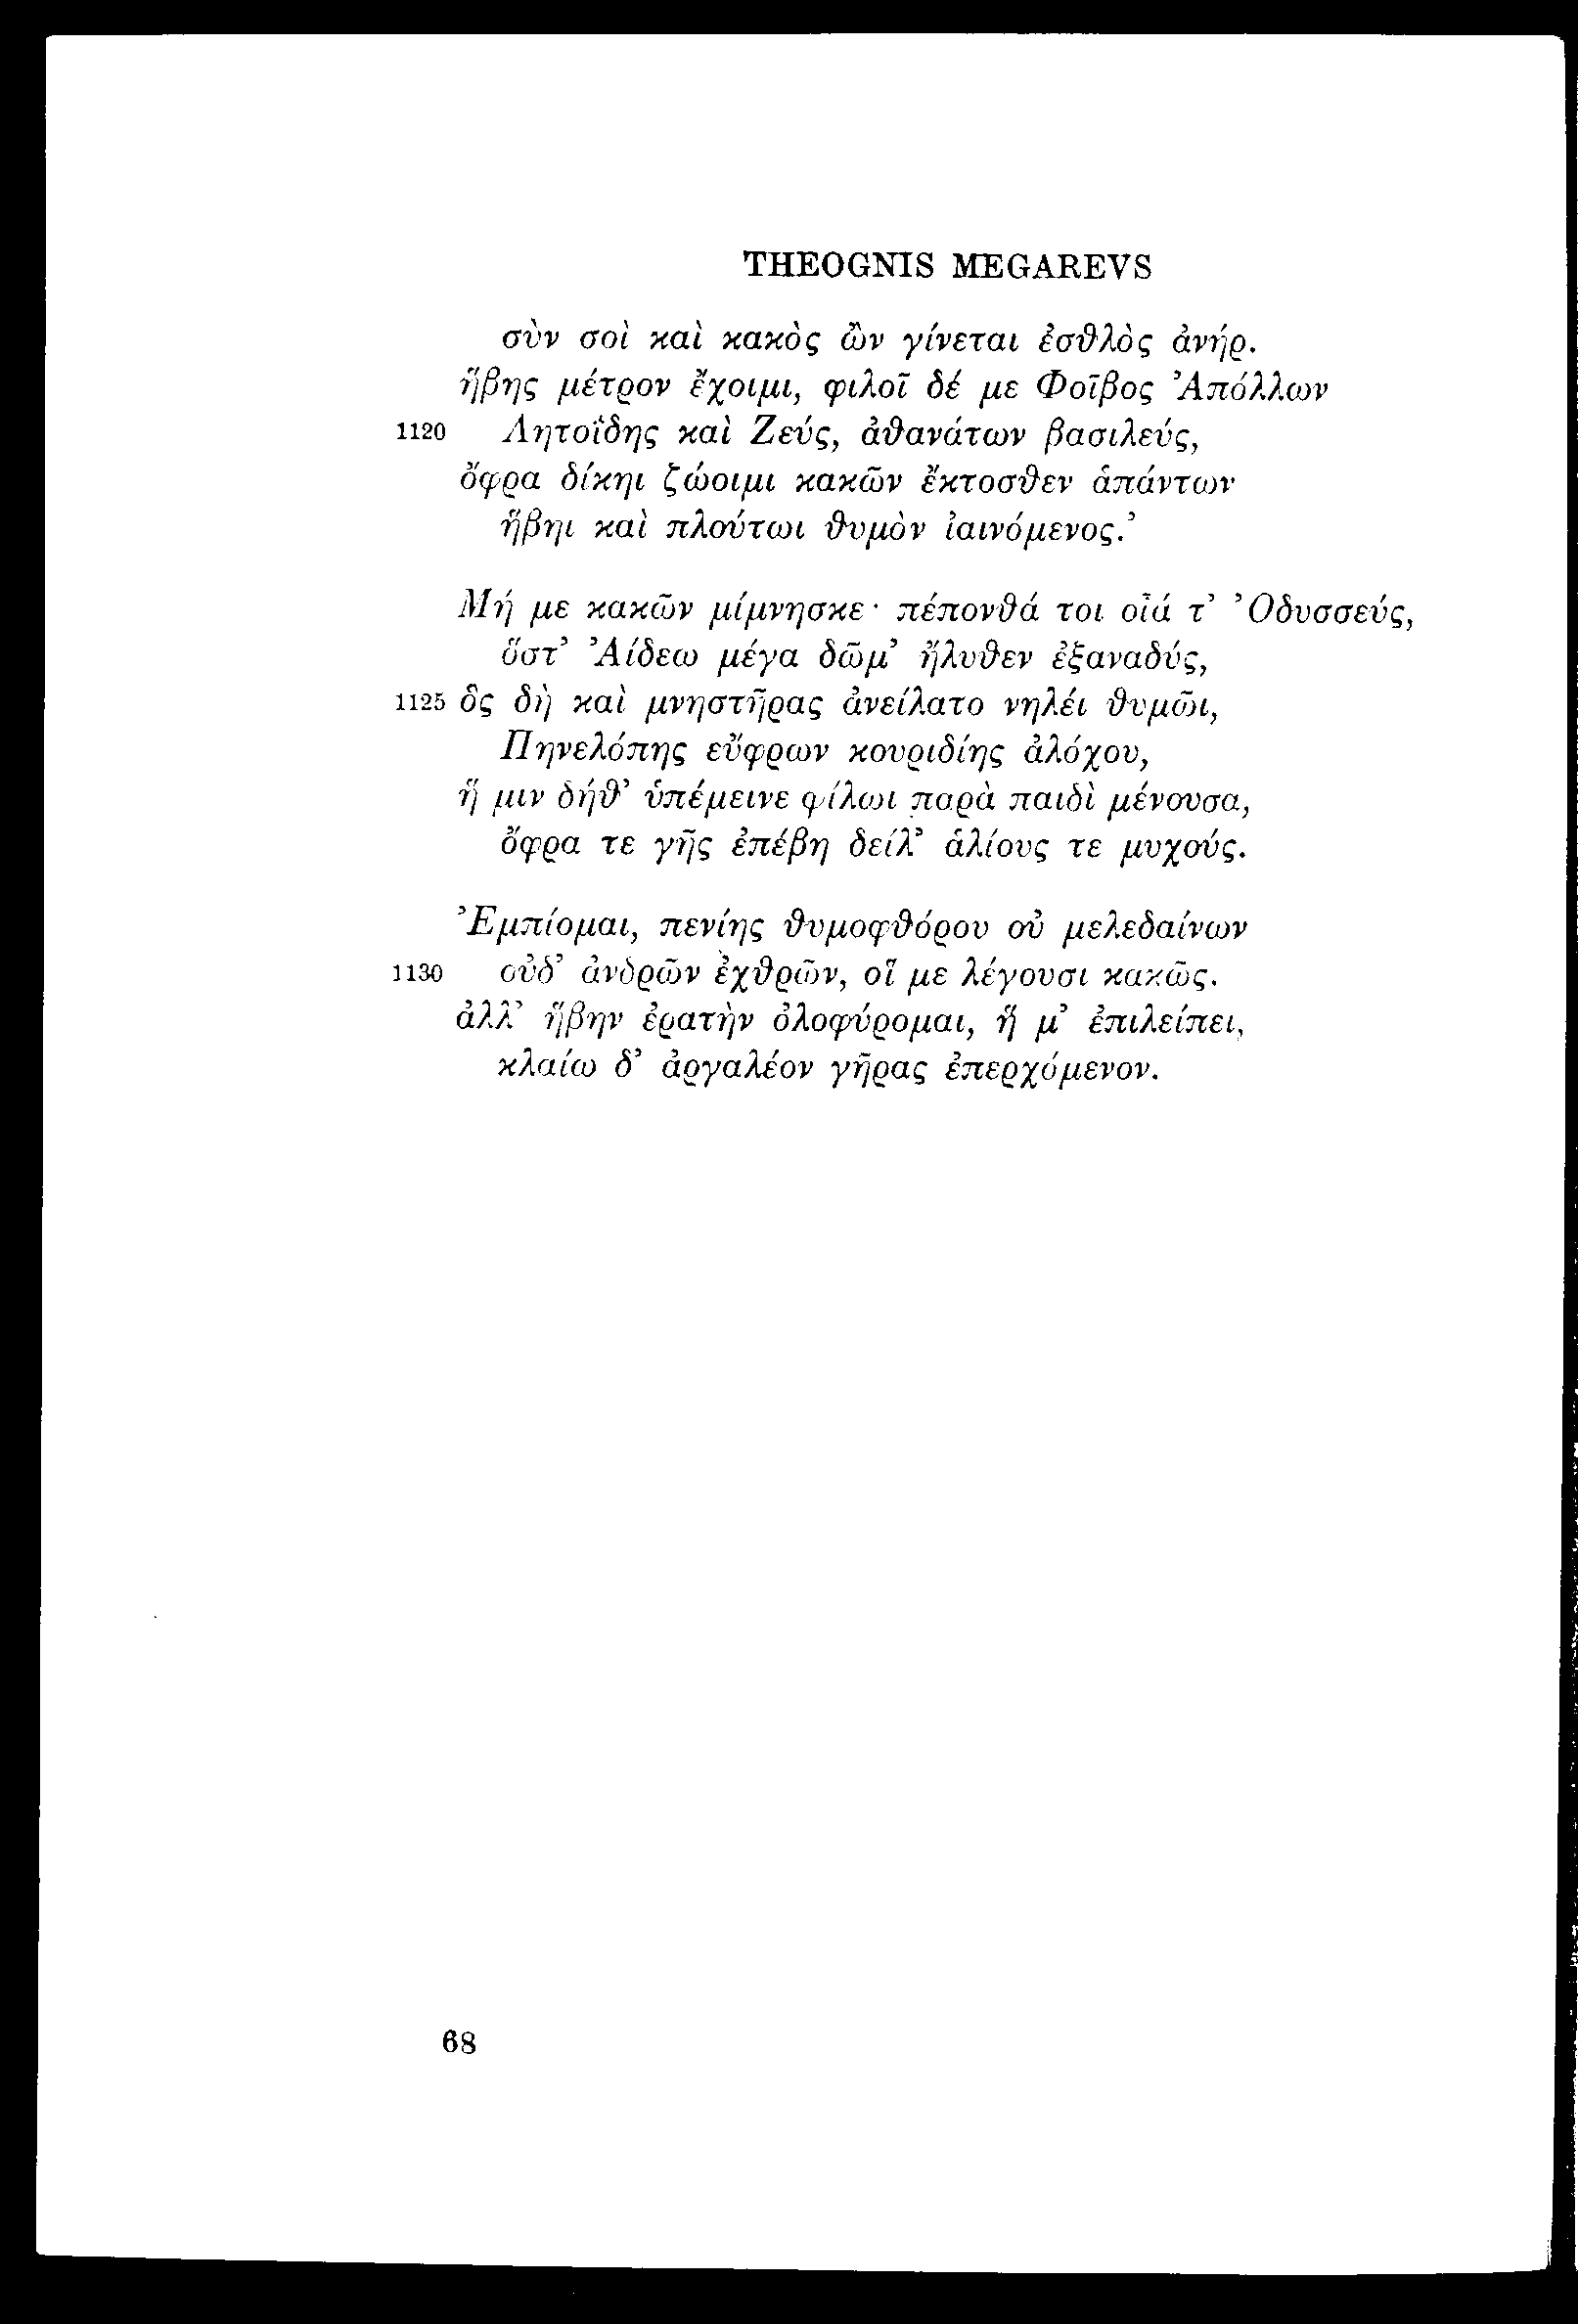 THEOGNIS MEGAREVS
σὺν σοὶ καὶ κακὸς ὢν γίνεται ἐσθλὸς ἀνήρ.
ἥβης μέτρον ἔχοιμι, φιλοῖ δέ με Φοῖβος Ἀπόλλων
1120 Λητοΐδης καὶ Ζεύς, ἀθανάτων βασιλεύς,
ὄφρα δίκηι ζώοιμι κακῶν ἔκτοσθεν ἁπάντων
ἥβηι καὶ πλούτωι θυμὸν ἰαινόμενος.’
Μή με κακῶν μίμνησκε· πέπονθά τοι οἷά τ’ Ὀδυσσεύς,
ὅστ’ Ἀίδεω μέγα δῶμ’ ἤλυθεν ἐξαναδύς,
1125 ὃς δὴ καὶ μνηστῆρας ἀνείλατο νηλέι θυμῶι,
Πηνελόπης εὔφρων κουριδίης ἀλόχου,
ἥ μιν δήθ’ ὑπέμεινε φίλωι παρὰ παιδὶ μένουσα,
ὄφρα τε γῆς ἐπέβη δείλ’ ἁλίους τε μυχούς.
Ἐμπίομαι, πενίης θυμοφθόρου οὐ μελεδαίνων
1130 οὐδ’ ἀνδρῶν ἐχθρῶν, οἵ με λέγουσι κακῶς.
ἀλλ’ ἥβην ἐρατὴν ὀλοφύρομαι, ἥ μ’ ἐπιλείπει,
κλαίω δ’ ἀργαλέον γῆρας ἐπερχόμενον.
68